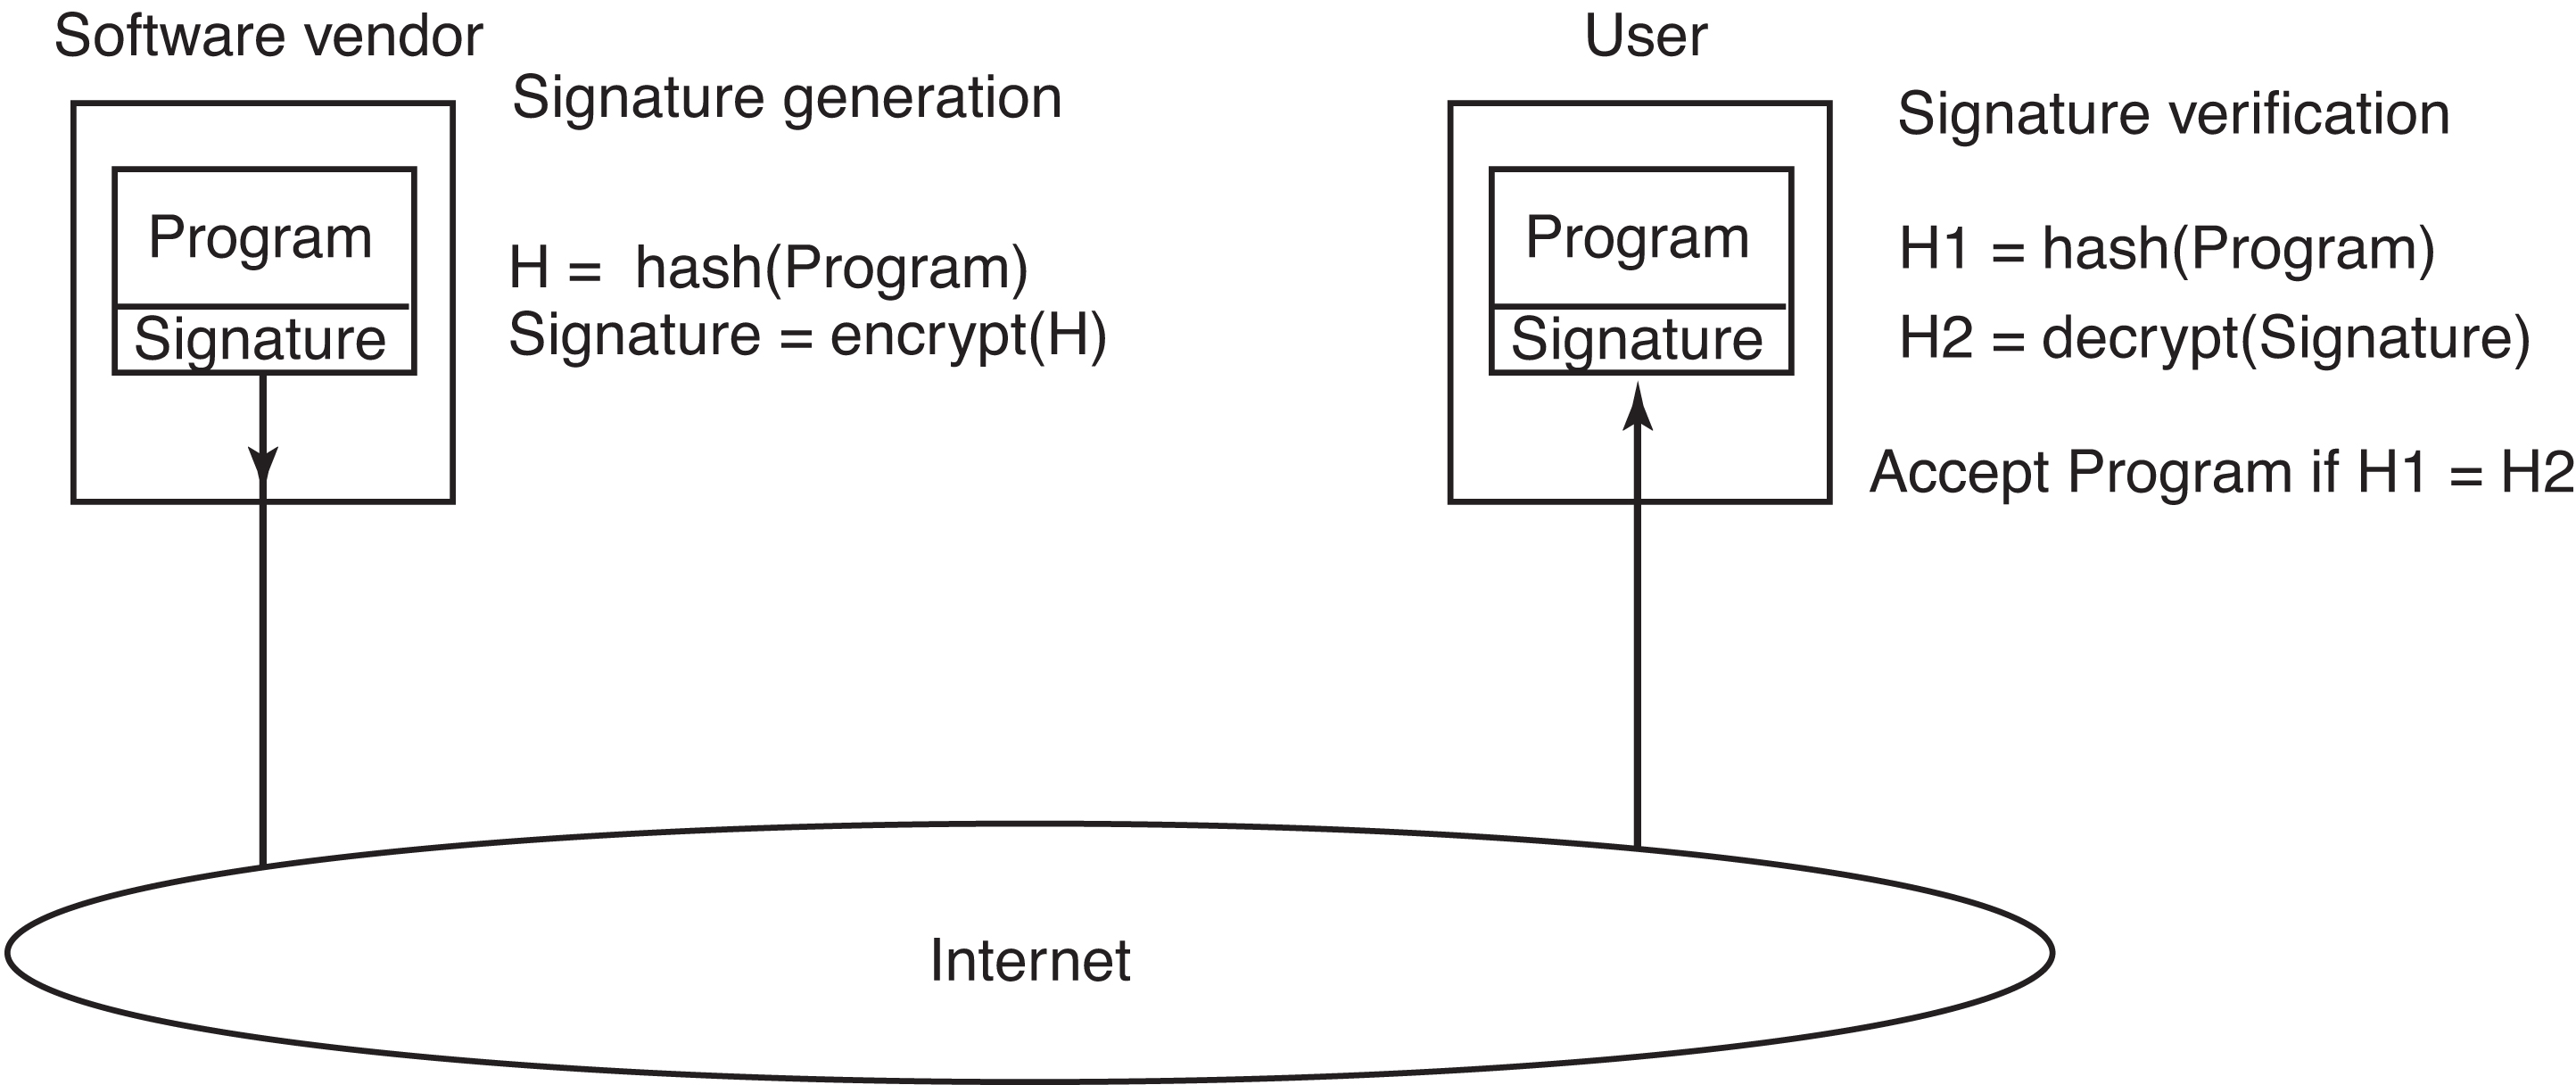 Software vendor
Signature generation
Program
Signature
H = hash(Program)
Signature = encrypt(H)
User
Signature verification
Program
Signature
H1 = hash(Program)
H2 = decrypt(Signature)
Accept Program if H1 = H2
Internet